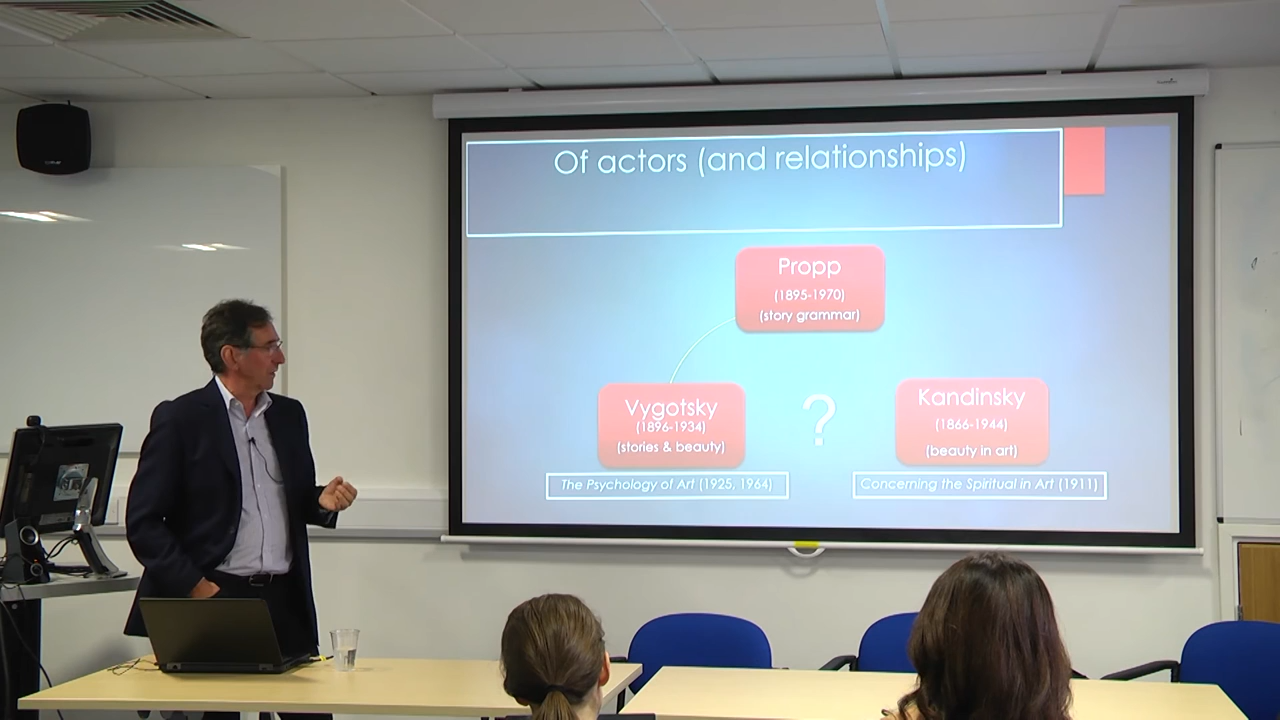 Of actors (and relationships)
Propp
(1895-1970)
(story grammar)
Vygotsky
(1896-1934)
(stories & beauty)
?
Kandinsky
(1866-1944)
(beauty in art)
The Psychology of Art (1925, 1964)
Concerning the Spiritual in Art (1911)